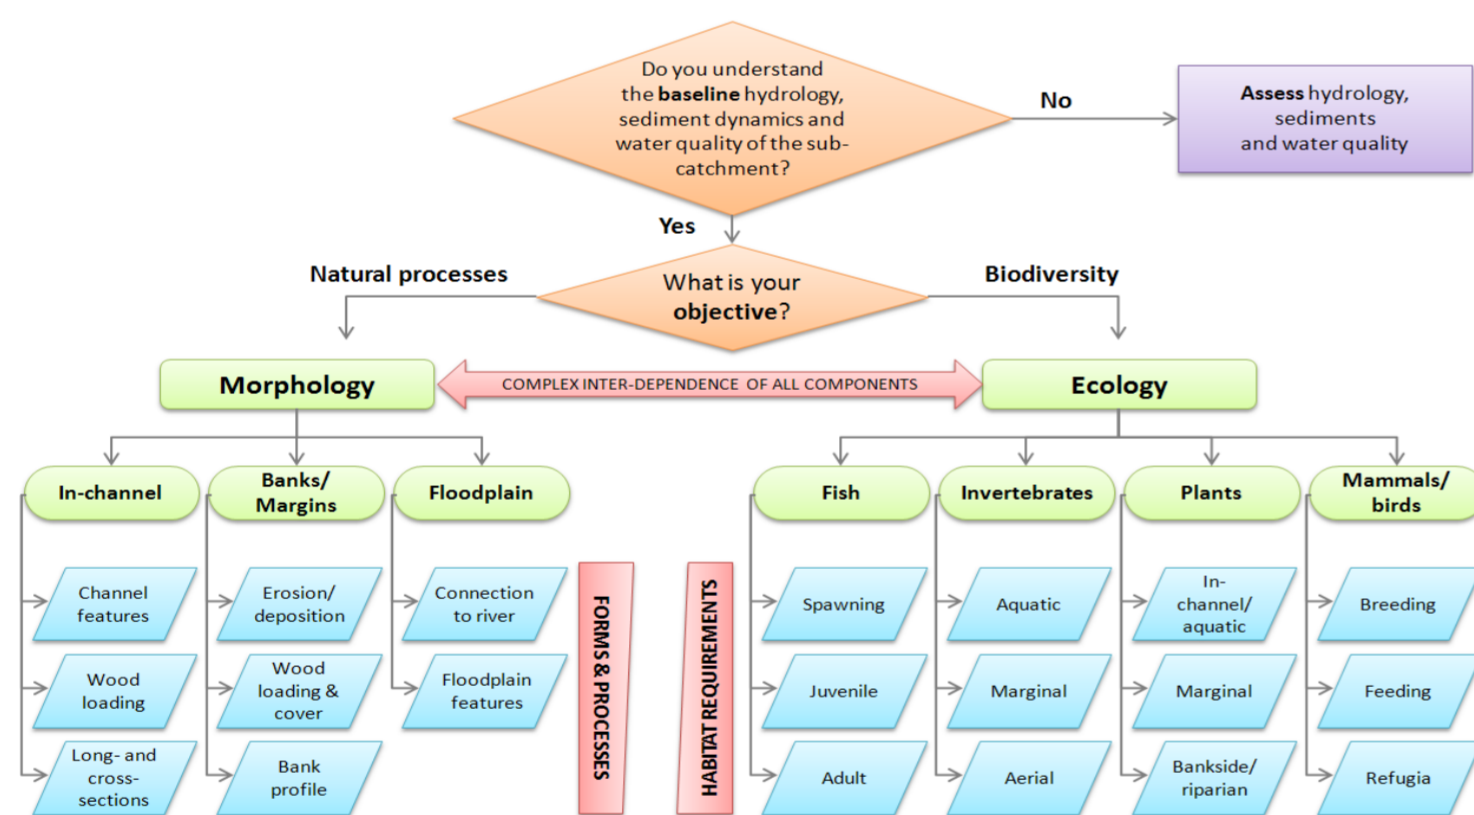 Do you understand
the baseline hydrology,
sediment dynamics and
water quality of the sub-
catchment?
No
Assess hydrology,
sediments
and water quality
Yes
Natural processes
What is your
objective?
Biodiversity
Morphology
COMPLEX INTER-DEPENDENCE OF ALL COMPONENTS
Ecology
In-channel
Banks/
Margins
Floodplain
Fish
Invertebrates
Plants
Mammals/
birds
Channel
features
Erosion/
deposition
Connection
to river
Wood
loading
Wood
loading &
cover
Floodplain
features
Long- and
cross-
sections
Bank
profile
FORMS & PROCESSES
HABITAT REQUIREMENTS
Spawning
Aquatic
In-
channel/
aquatic
Breeding
Juvenile
Marginal
Marginal
Feeding
Adult
Aerial
Bankside/
riparian
Refugia